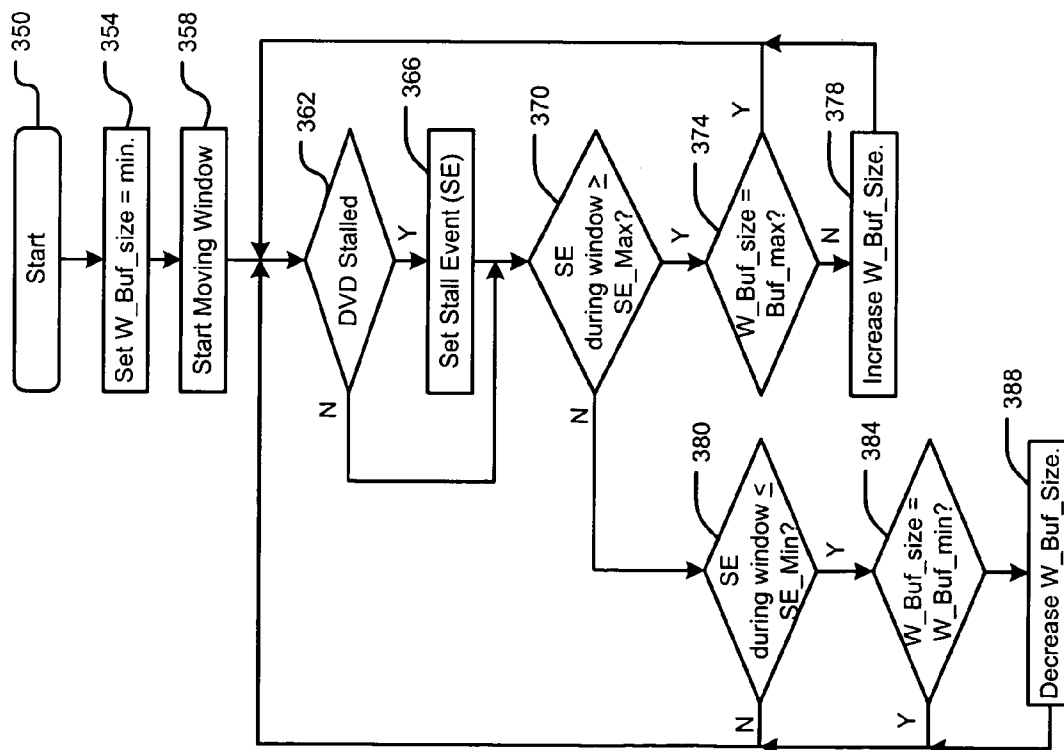 350
Start
354
Set W_Buf_size = min.
358
Start Moving Window
362
DVD Stalled
N
Y
366
Set Stall Event (SE)
370
SE
during window ≥
SE_Max?
N
Y
374
W_Buf_size =
Buf_max?
Y
N
378
Increase W_Buf_Size.
380
SE
during window ≤
SE_Min?
N
Y
384
W_Buf_size =
W_Buf_min?
Y
388
Decrease W_Buf_Size.